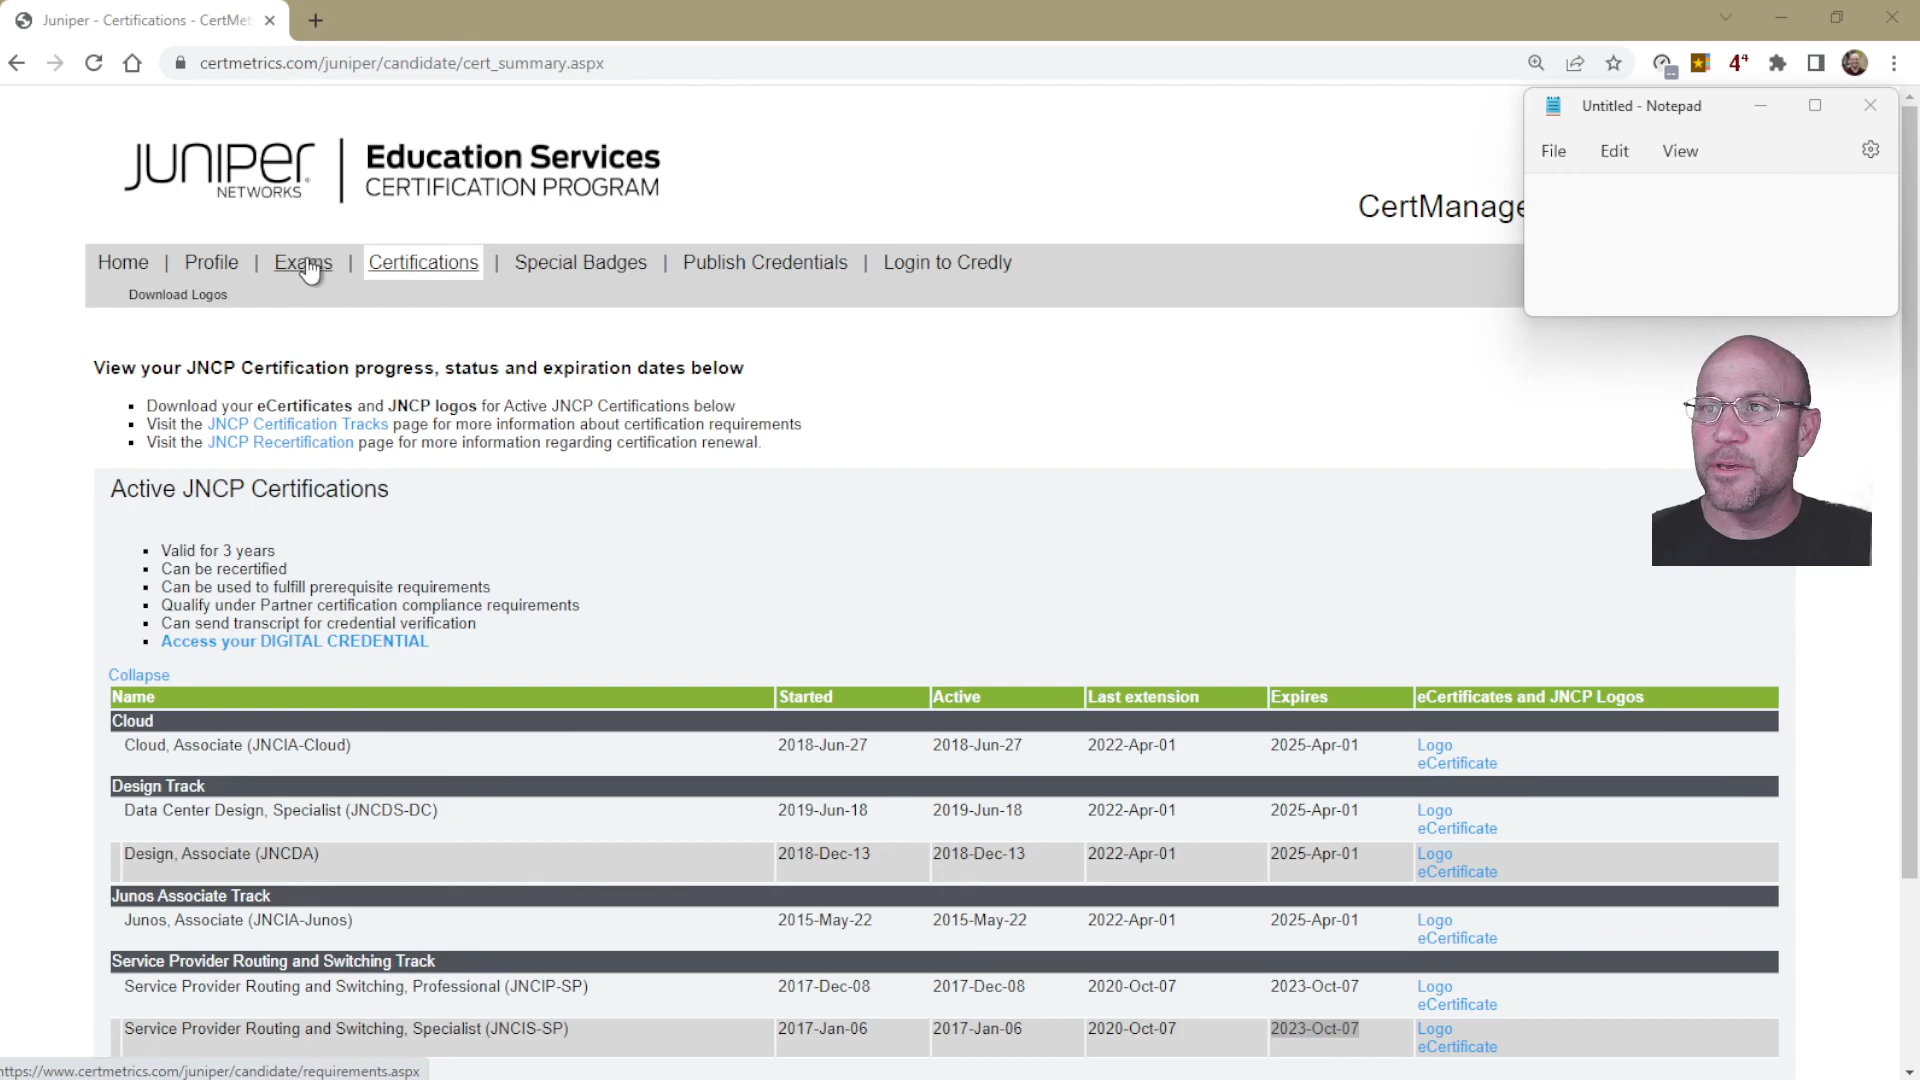 Juniper - Certifications - CertMet
certmetrics.com/juniper/candidate/cert_summary.aspx
4⁴
Untitled - Notepad
File Edit View
JUNIPER NETWORKS | Education Services
CERTIFICATION PROGRAM
CertManage
Home | Profile | Exams | Certifications | Special Badges | Publish Credentials | Login to Credly
Download Logos
View your JNCP Certification progress, status and expiration dates below
▪ Download your eCertificates and JNCP logos for Active JNCP Certifications below
▪ Visit the JNCP Certification Tracks page for more information about certification requirements
▪ Visit the JNCP Recertification page for more information regarding certification renewal.
Active JNCP Certifications
▪ Valid for 3 years
▪ Can be recertified
▪ Can be used to fulfill prerequisite requirements
▪ Qualify under Partner certification compliance requirements
▪ Can send transcript for credential verification
▪ Access your DIGITAL CREDENTIAL
Collapse
Name Started Active Last extension Expires eCertificates and JNCP Logos
Cloud
Cloud, Associate (JNCIA-Cloud) 2018-Jun-27 2018-Jun-27 2022-Apr-01 2025-Apr-01 Logo
eCertificate
Design Track
Data Center Design, Specialist (JNCDS-DC) 2019-Jun-18 2019-Jun-18 2022-Apr-01 2025-Apr-01 Logo
eCertificate
Design, Associate (JNCDA) 2018-Dec-13 2018-Dec-13 2022-Apr-01 2025-Apr-01 Logo
eCertificate
Junos Associate Track
Junos, Associate (JNCIA-Junos) 2015-May-22 2015-May-22 2022-Apr-01 2025-Apr-01 Logo
eCertificate
Service Provider Routing and Switching Track
Service Provider Routing and Switching, Professional (JNCIP-SP) 2017-Dec-08 2017-Dec-08 2020-Oct-07 2023-Oct-07 Logo
eCertificate
Service Provider Routing and Switching, Specialist (JNCIS-SP) 2017-Jan-06 2017-Jan-06 2020-Oct-07 2023-Oct-07 Logo
eCertificate
https://www.certmetrics.com/juniper/candidate/requirements.aspx